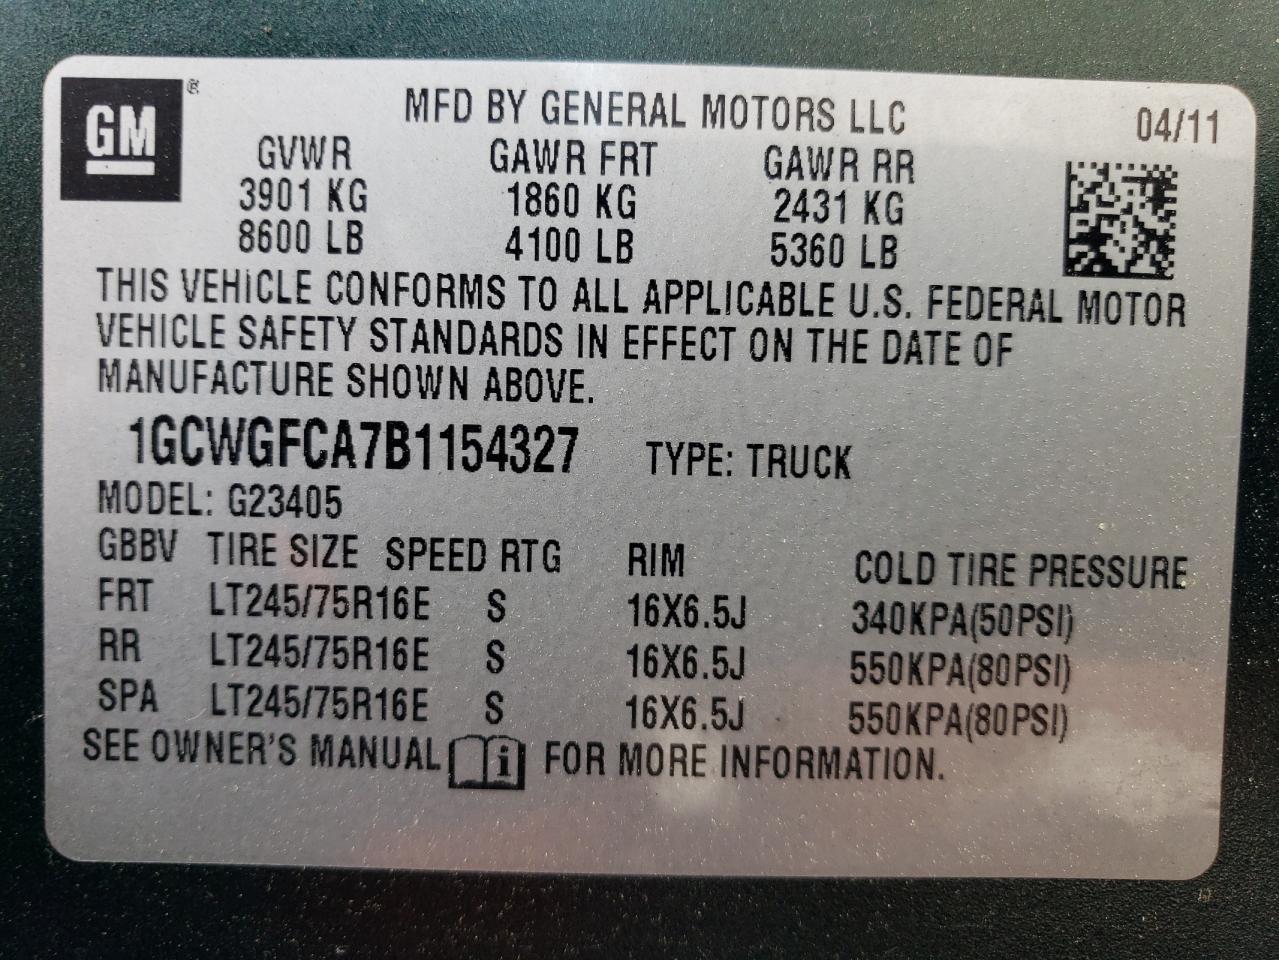 GM ®
MFD BY GENERAL MOTORS LLC 04/11
GVWR GAWR FRT GAWR RR
3901 KG 1860 KG 2431 KG
8600 LB 4100 LB 5360 LB
THIS VEHICLE CONFORMS TO ALL APPLICABLE U.S. FEDERAL MOTOR
VEHICLE SAFETY STANDARDS IN EFFECT ON THE DATE OF
MANUFACTURE SHOWN ABOVE.
1GCWGFCA7B1154327 TYPE: TRUCK
MODEL: G23405
GBBV TIRE SIZE SPEED RTG RIM COLD TIRE PRESSURE
FRT LT245/75R16E S 16X6.5J 340KPA(50PSI)
RR LT245/75R16E S 16X6.5J 550KPA(80PSI)
SPA LT245/75R16E S 16X6.5J 550KPA(80PSI)
SEE OWNER'S MANUAL i FOR MORE INFORMATION.